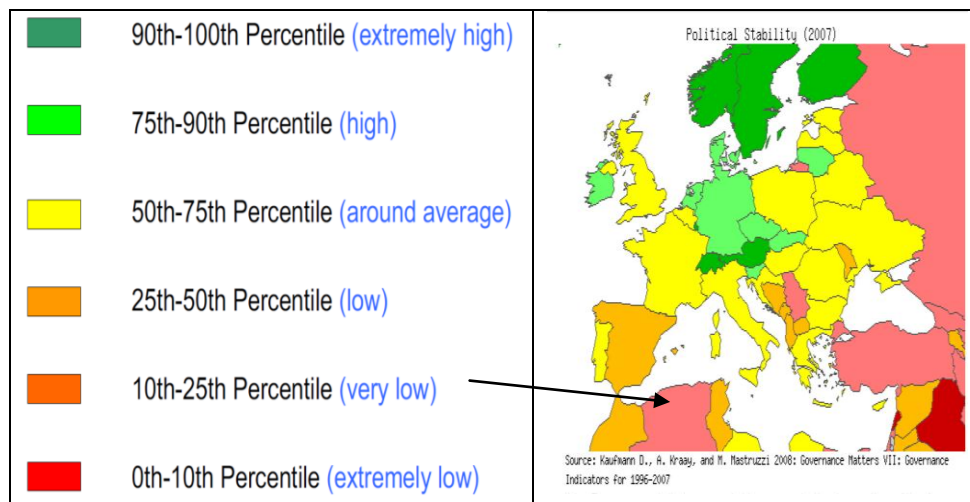 90th-100th Percentile (extremely high)
75th-90th Percentile (high)
50th-75th Percentile (around average)
25th-50th Percentile (low)
10th-25th Percentile (very low)
0th-10th Percentile (extremely low)
Political Stability (2007)
Source: Kaufmann D., A. Kraay, and M. Mastruzzi 2008: Governance Matters VII: Governance
Indicators for 1996-2007